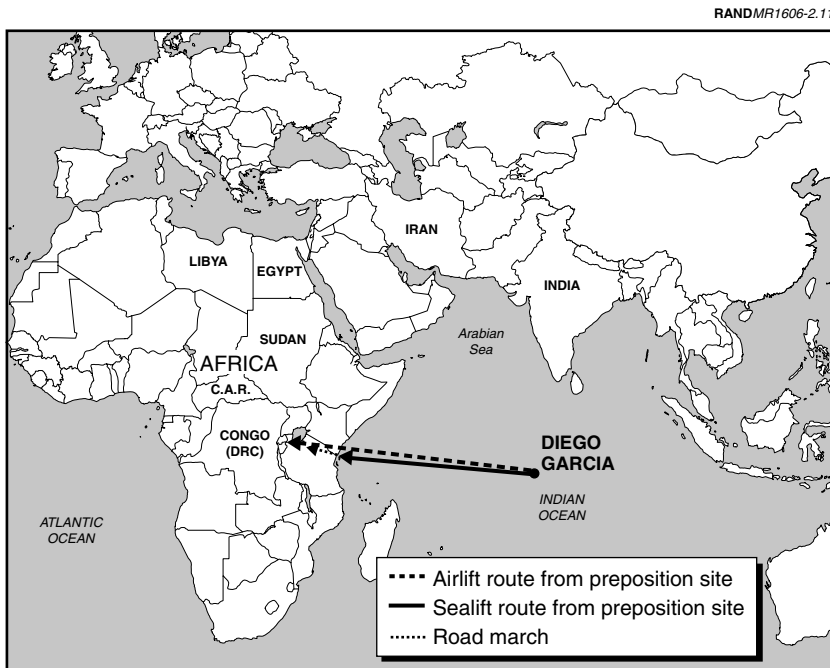 RANDMR1606-2.11
IRAN
LIBYA
EGYPT
INDIA
Arabian
Sea
SUDAN
AFRICA
C.A.R.
CONGO
(DRC)
DIEGO
GARCIA
INDIAN
OCEAN
ATLANTIC
OCEAN
Airlift route from preposition site
Sealift route from preposition site
Road march